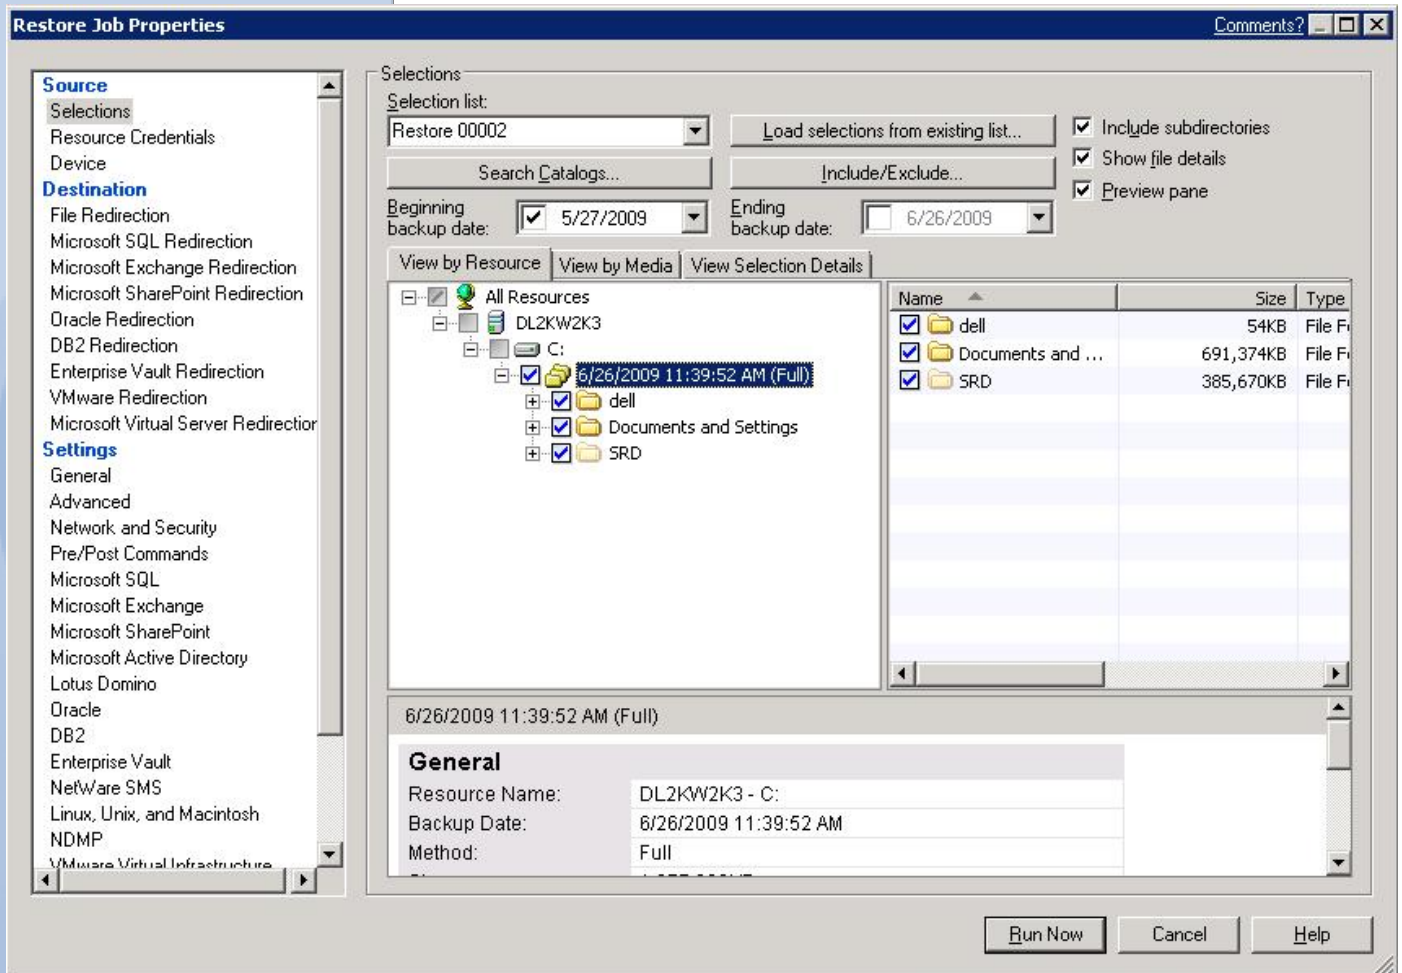 Restore Job Properties
Comments?
Source
Selections
Resource Credentials
Device
Destination
File Redirection
Microsoft SQL Redirection
Microsoft Exchange Redirection
Microsoft SharePoint Redirection
Oracle Redirection
DB2 Redirection
Enterprise Vault Redirection
VMware Redirection
Microsoft Virtual Server Redirection
Settings
General
Advanced
Network and Security
Pre/Post Commands
Microsoft SQL
Microsoft Exchange
Microsoft SharePoint
Microsoft Active Directory
Lotus Domino
Oracle
DB2
Enterprise Vault
NetWare SMS
Linux, Unix, and Macintosh
NDMP
VMware Virtual Infrastructure
Selections
Selection list:
Restore 00002
Load selections from existing list...
Include subdirectories
Search Catalogs...
Include/Exclude...
Show file details
Preview pane
Beginning
backup date:
5/27/2009
Ending
backup date:
6/26/2009
View by Resource
View by Media
View Selection Details
All Resources
DL2KW2K3
C:
6/26/2009 11:39:52 AM (Full)
dell
Documents and Settings
SRD
Name Size Type
dell 54KB File F
Documents and ... 691,374KB File F
SRD 385,670KB File F
6/26/2009 11:39:52 AM (Full)
General
Resource Name: DL2KW2K3 - C:
Backup Date: 6/26/2009 11:39:52 AM
Method: Full
Run Now
Cancel
Help